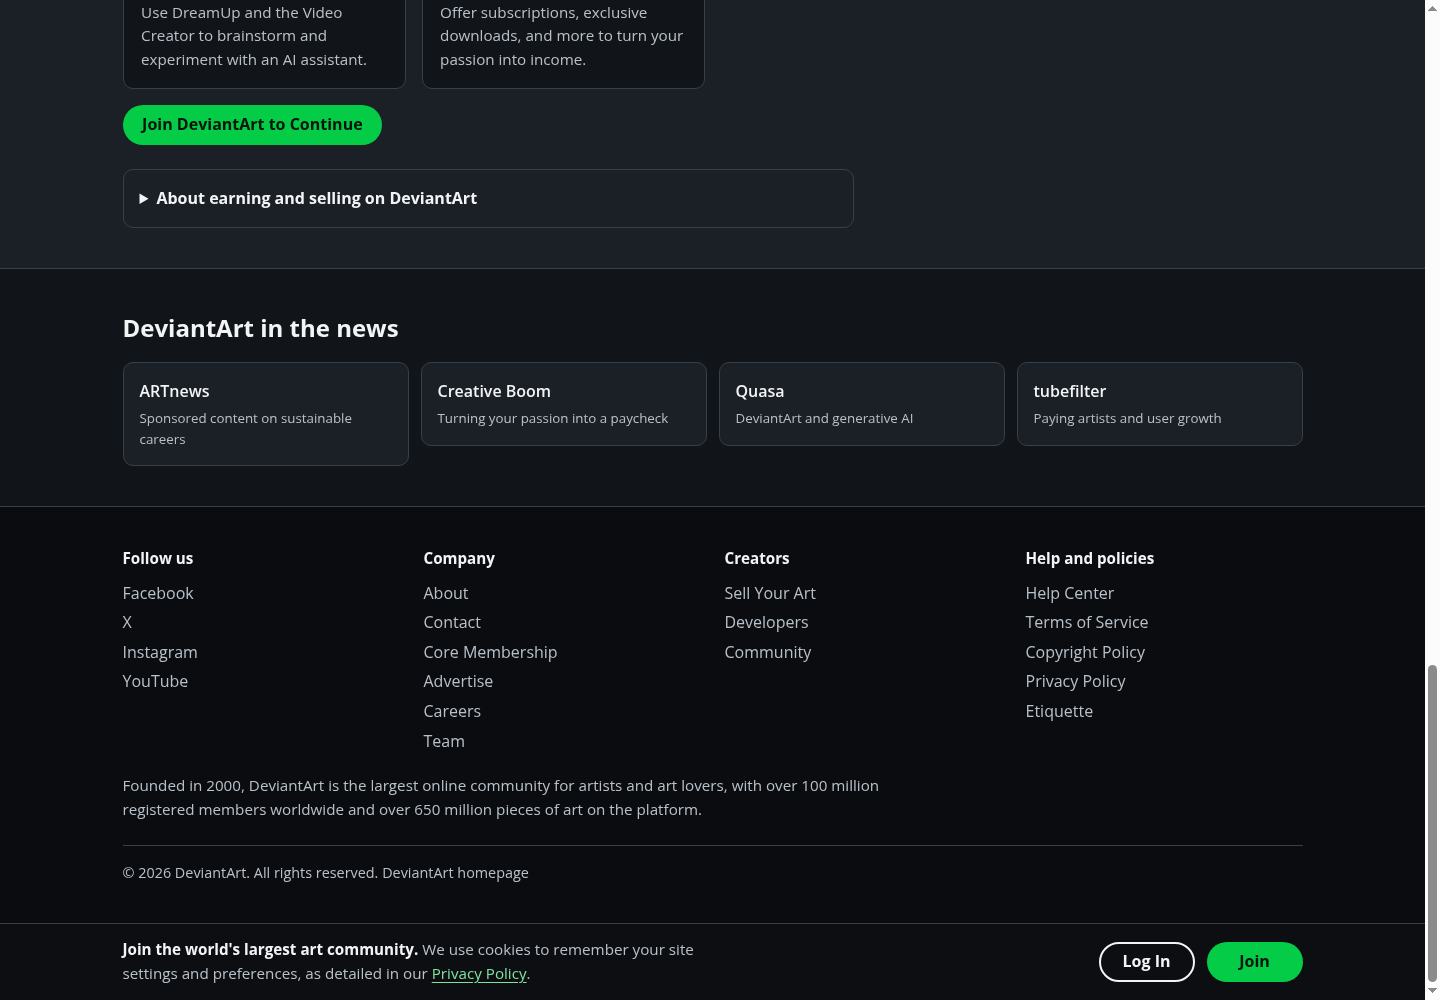 Use DreamUp and the Video
Creator to brainstorm and
experiment with an AI assistant.
Offer subscriptions, exclusive
downloads, and more to turn your
passion into income.
Join DeviantArt to Continue
About earning and selling on DeviantArt
DeviantArt in the news
ARTnews
Sponsored content on sustainable
careers
Creative Boom
Turning your passion into a paycheck
Quasa
DeviantArt and generative AI
tubefilter
Paying artists and user growth
Follow us
Facebook
X
Instagram
YouTube
Company
About
Contact
Core Membership
Advertise
Careers
Team
Creators
Sell Your Art
Developers
Community
Help and policies
Help Center
Terms of Service
Copyright Policy
Privacy Policy
Etiquette
Founded in 2000, DeviantArt is the largest online community for artists and art lovers, with over 100 million
registered members worldwide and over 650 million pieces of art on the platform.
© 2026 DeviantArt. All rights reserved. DeviantArt homepage
Join the world's largest art community. We use cookies to remember your site
settings and preferences, as detailed in our Privacy Policy.
Log In
Join